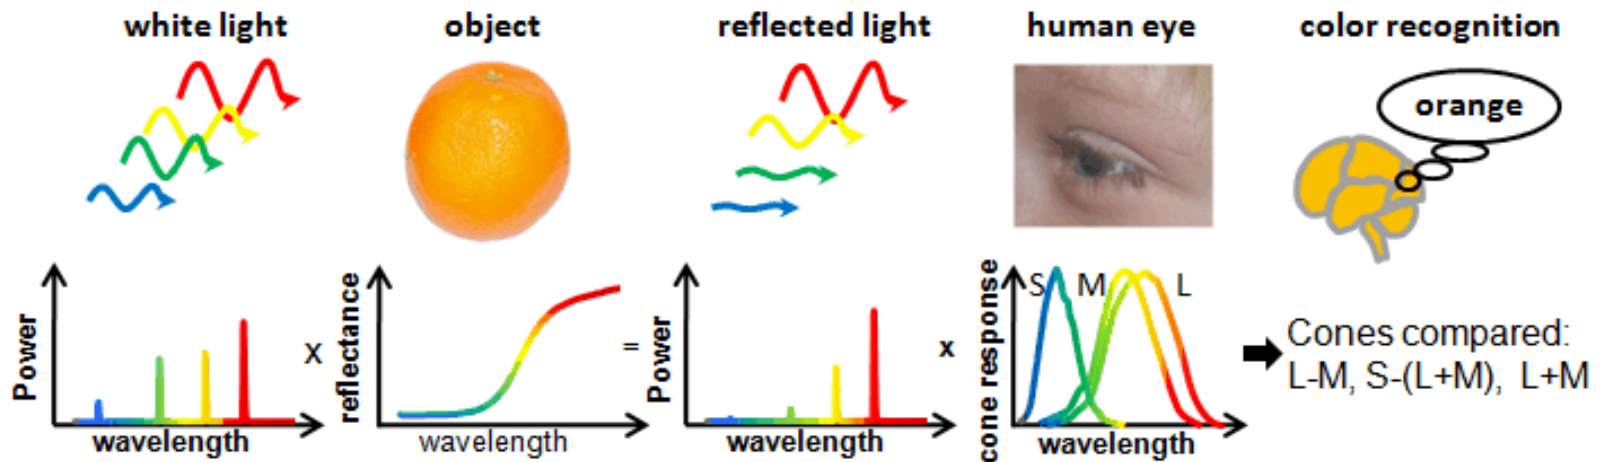 white light
object
reflected light
human eye
color recognition
orange
Power
wavelength
x
reflectance
wavelength
=
Power
wavelength
x
cone response
S
M
L
wavelength
Cones compared:
L-M, S-(L+M), L+M